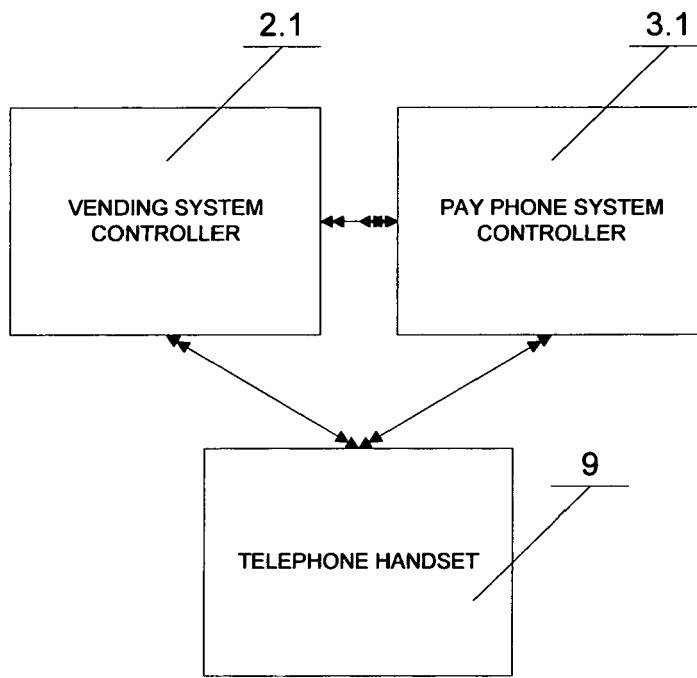 2.1
3.1
VENDING SYSTEM
CONTROLLER
PAY PHONE SYSTEM
CONTROLLER
9
TELEPHONE HANDSET